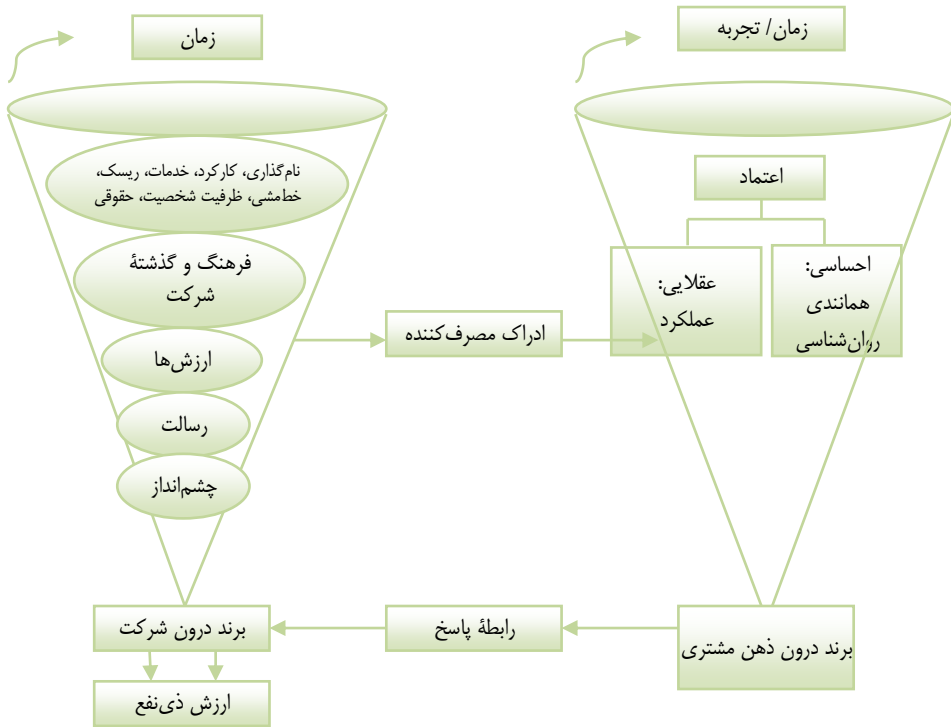 زمان
زمان/ تجربه
نام‌گذاری، کارکرد، خدمات، ریسک،
خط‌مشی، ظرفیت شخصیت، حقوقی
اعتماد
فرهنگ و گذشتهٔ
شرکت
احساسی:
همانندی
روان‌شناسی
عقلایی:
عملکرد
ادراک مصرف‌کننده
ارزش‌ها
رسالت
چشم‌انداز
برند درون شرکت
رابطهٔ پاسخ
برند درون ذهن مشتری
ارزش ذی‌نفع